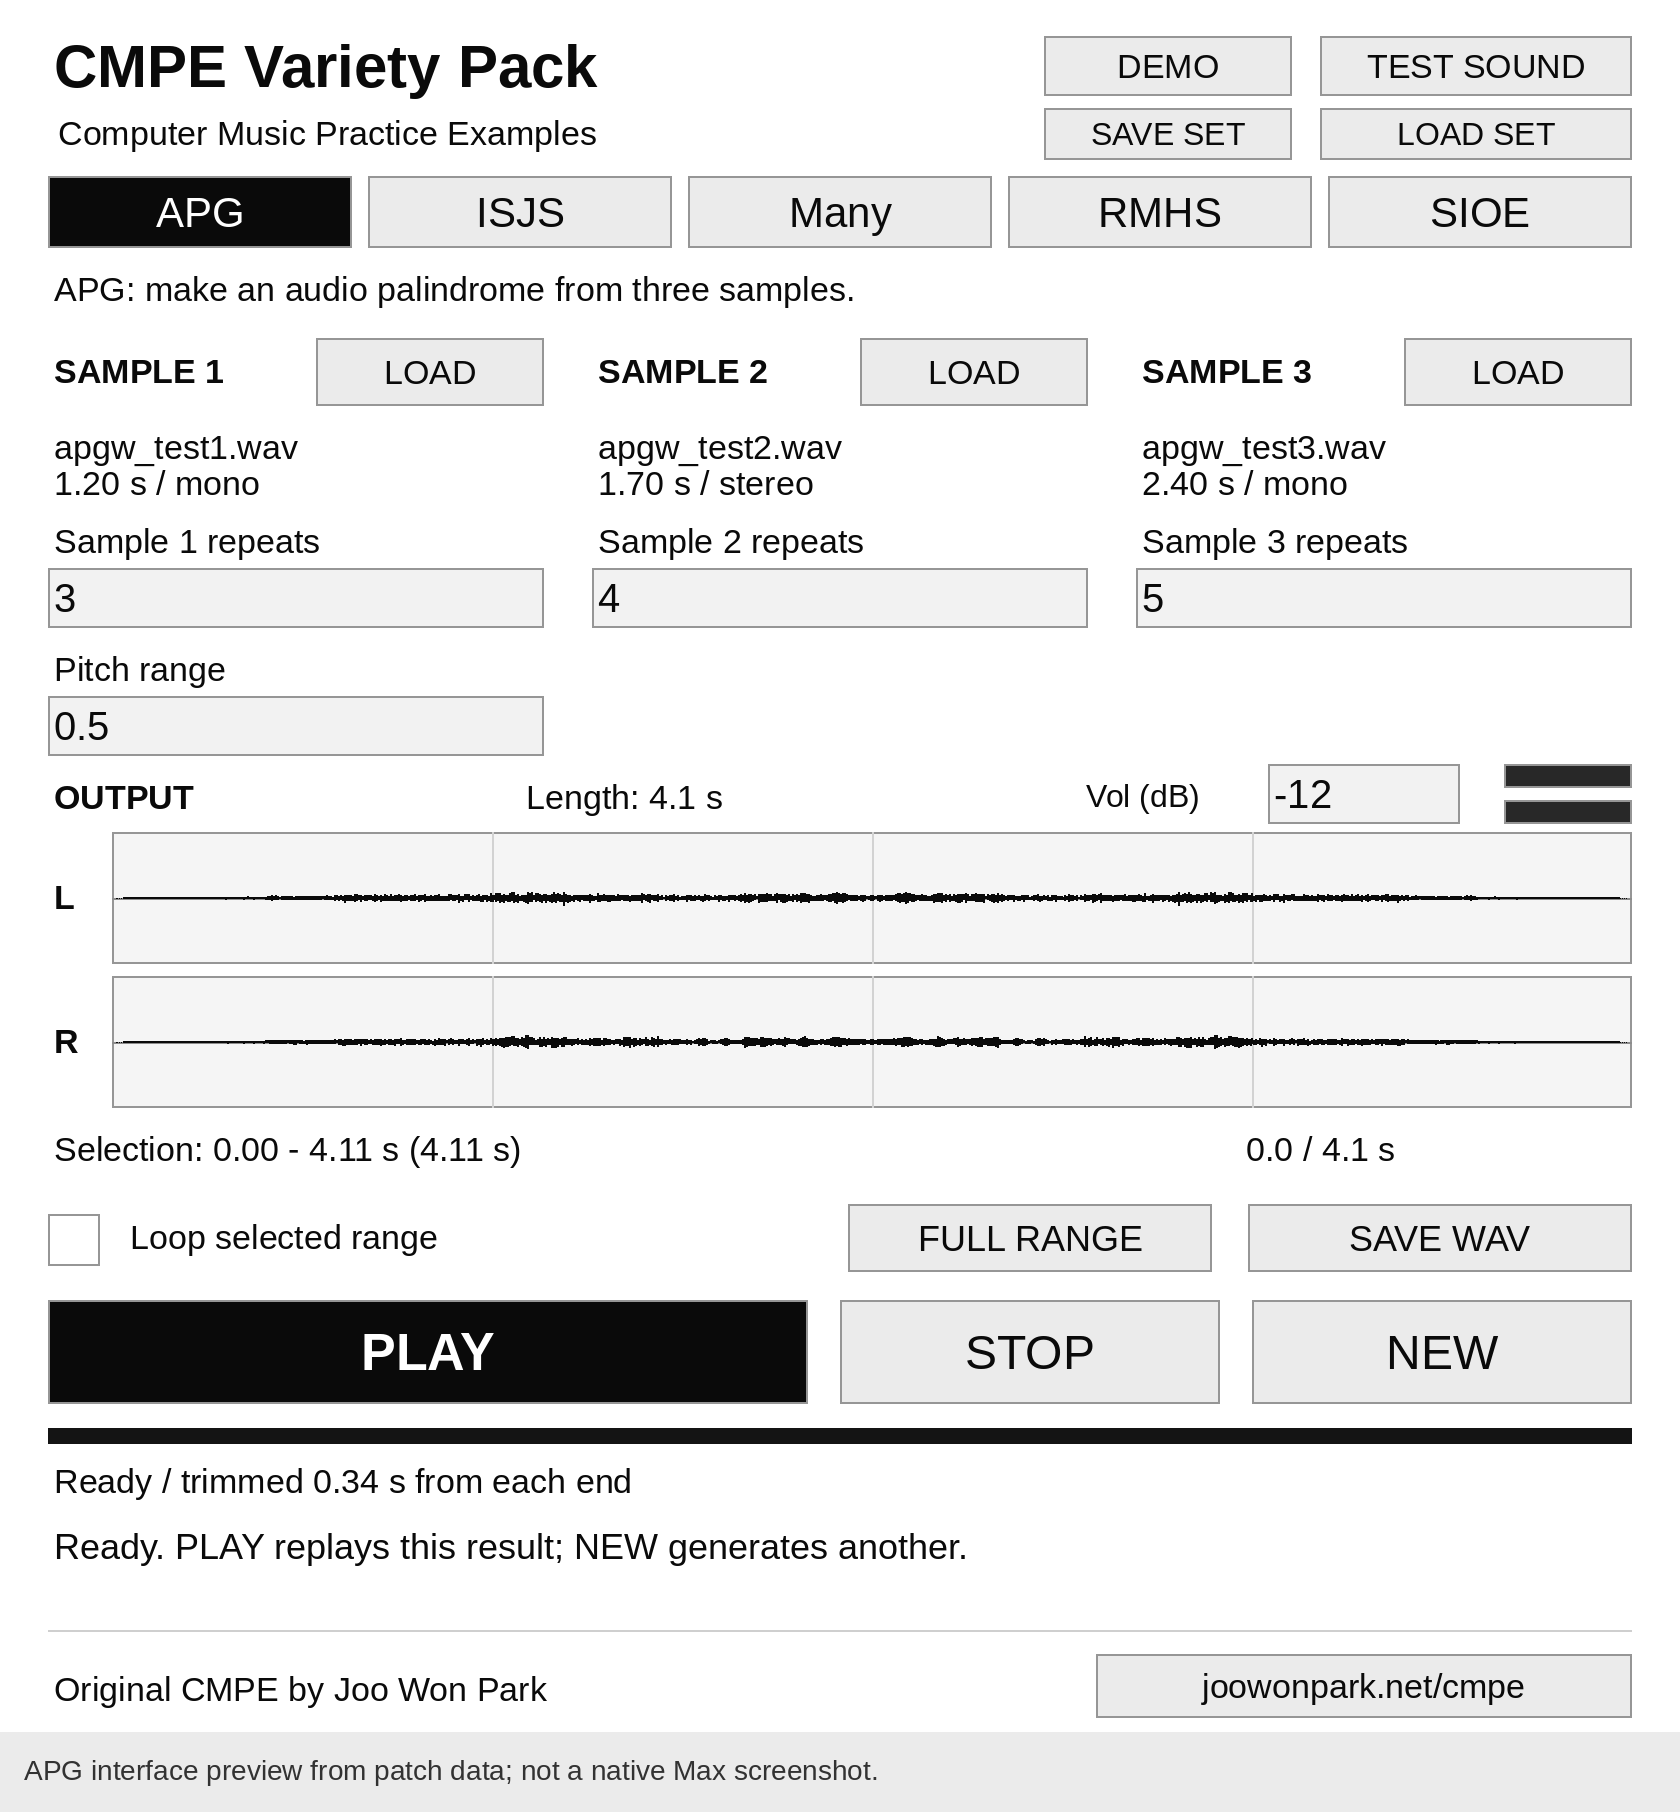 CMPE Variety Pack
DEMO
TEST SOUND
Computer Music Practice Examples
SAVE SET
LOAD SET
APG
ISJS
Many
RMHS
SIOE
APG: make an audio palindrome from three samples.
SAMPLE 1
LOAD
SAMPLE 2
LOAD
SAMPLE 3
LOAD
apgw_test1.wav
1.20 s / mono
apgw_test2.wav
1.70 s / stereo
apgw_test3.wav
2.40 s / mono
Sample 1 repeats
Sample 2 repeats
Sample 3 repeats
3
4
5
Pitch range
0.5
OUTPUT
Length: 4.1 s
Vol (dB)
-12
L
R
Selection: 0.00 - 4.11 s (4.11 s)
0.0 / 4.1 s
Loop selected range
FULL RANGE
SAVE WAV
PLAY
STOP
NEW
Ready / trimmed 0.34 s from each end
Ready. PLAY replays this result; NEW generates another.
Original CMPE by Joo Won Park
joowonpark.net/cmpe
APG interface preview from patch data; not a native Max screenshot.